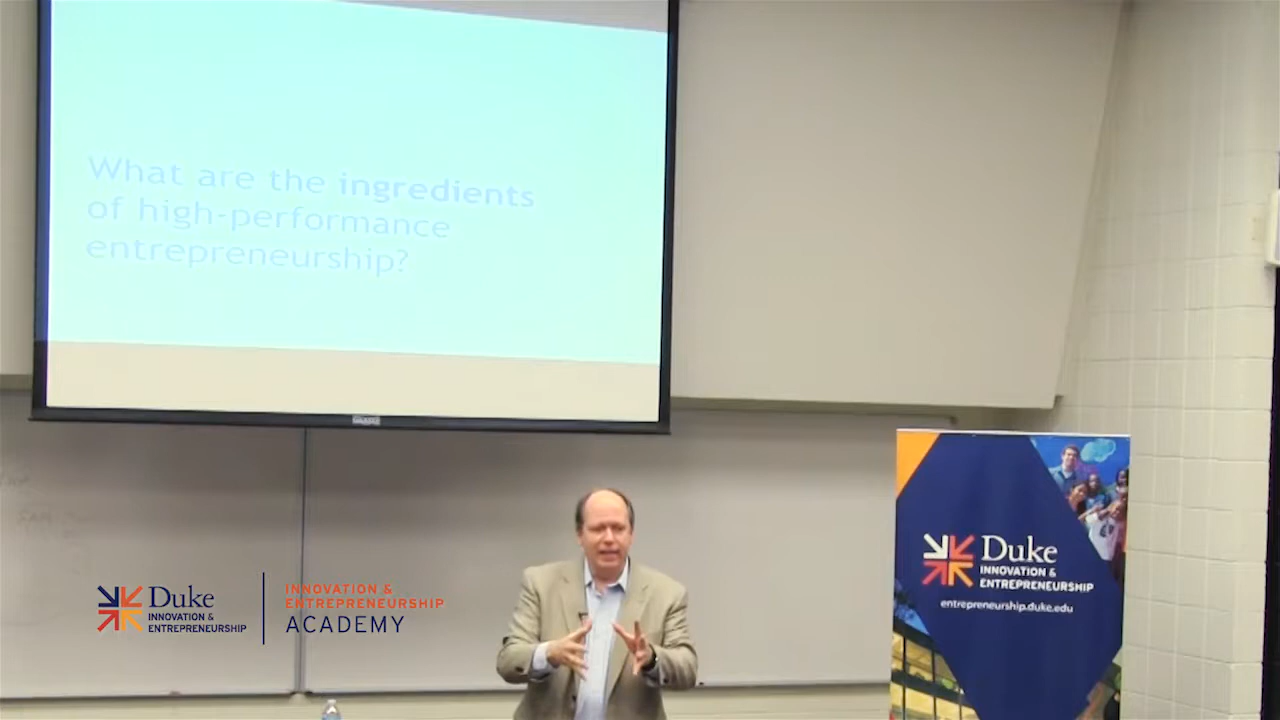 What are the ingredients
of high-performance
entrepreneurship?
Duke
INNOVATION &
ENTREPRENEURSHIP
INNOVATION &
ENTREPRENEURSHIP
ACADEMY
Duke
INNOVATION &
ENTREPRENEURSHIP
entrepreneurship.duke.edu